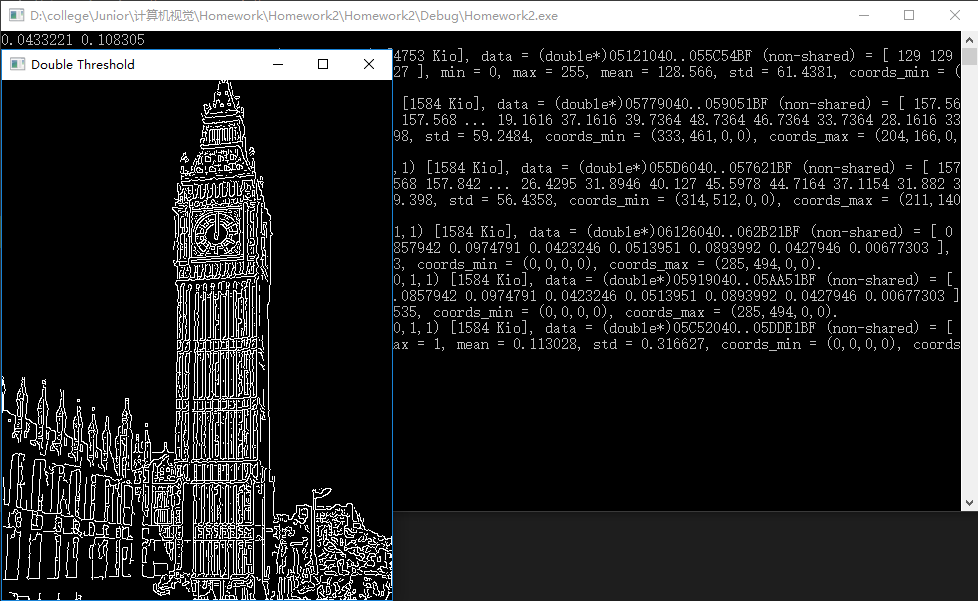 D:\college\Junior\计算机视觉\Homework\Homework2\Homework2\Debug\Homework2.exe
0.0433221 0.108305
Double Threshold
4753 Kio], data = (double*)05121040..055C54BF (non-shared) = [ 129 129
27 ], min = 0, max = 255, mean = 128.566, std = 61.4381, coords_min = (
[1584 Kio], data = (double*)05779040..059051BF (non-shared) = [ 157.56
157.568 ... 19.1616 37.1616 39.7364 48.7364 46.7364 33.7364 28.1616 33
98, std = 59.2484, coords_min = (333,461,0,0), coords_max = (204,166,0,
,1) [1584 Kio], data = (double*)055D6040..057621BF (non-shared) = [ 157
568 157.842 ... 26.4295 31.8946 40.127 45.5978 44.7164 37.1154 31.882 3
9.398, std = 56.4358, coords_min = (314,512,0,0), coords_max = (211,140
1,1) [1584 Kio], data = (double*)06126040..062B21BF (non-shared) = [ 0
0857942 0.0974791 0.0423246 0.0513951 0.0893992 0.0427946 0.00677303 ],
3, coords_min = (0,0,0,0), coords_max = (285,494,0,0).
0,1,1) [1584 Kio], data = (double*)05919040..05AA51BF (non-shared) = [
.0857942 0.0974791 0.0423246 0.0513951 0.0893992 0.0427946 0.00677303 ]
535, coords_min = (0,0,0,0), coords_max = (285,494,0,0).
0,1,1) [1584 Kio], data = (double*)05C52040..05DDE1BF (non-shared) = [
ax = 1, mean = 0.113028, std = 0.316627, coords_min = (0,0,0,0), coords